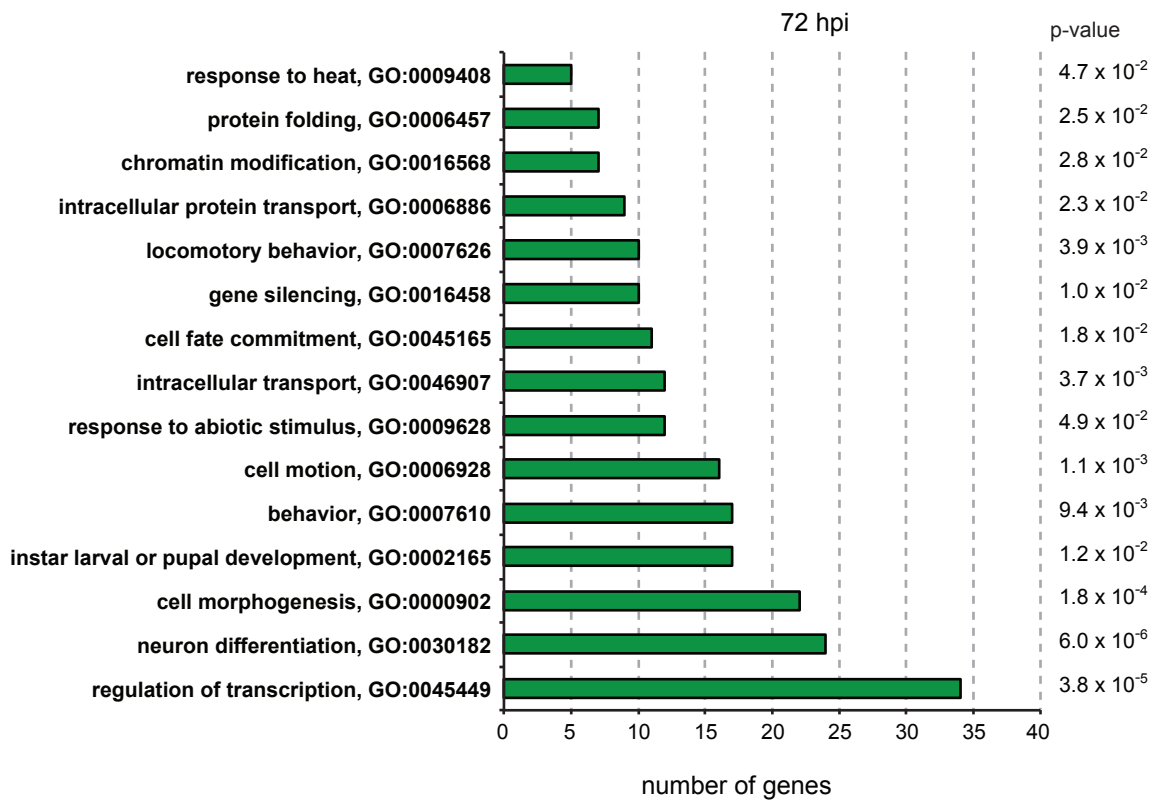 72 hpi
p-value
response to heat, GO:0009408 4.7 x 10⁻²
protein folding, GO:0006457 2.5 x 10⁻²
chromatin modification, GO:0016568 2.8 x 10⁻²
intracellular protein transport, GO:0006886 2.3 x 10⁻²
locomotory behavior, GO:0007626 3.9 x 10⁻³
gene silencing, GO:0016458 1.0 x 10⁻²
cell fate commitment, GO:0045165 1.8 x 10⁻²
intracellular transport, GO:0046907 3.7 x 10⁻³
response to abiotic stimulus, GO:0009628 4.9 x 10⁻²
cell motion, GO:0006928 1.1 x 10⁻³
behavior, GO:0007610 9.4 x 10⁻³
instar larval or pupal development, GO:0002165 1.2 x 10⁻²
cell morphogenesis, GO:0000902 1.8 x 10⁻⁴
neuron differentiation, GO:0030182 6.0 x 10⁻⁶
regulation of transcription, GO:0045449 3.8 x 10⁻⁵
0 5 10 15 20 25 30 35 40
number of genes